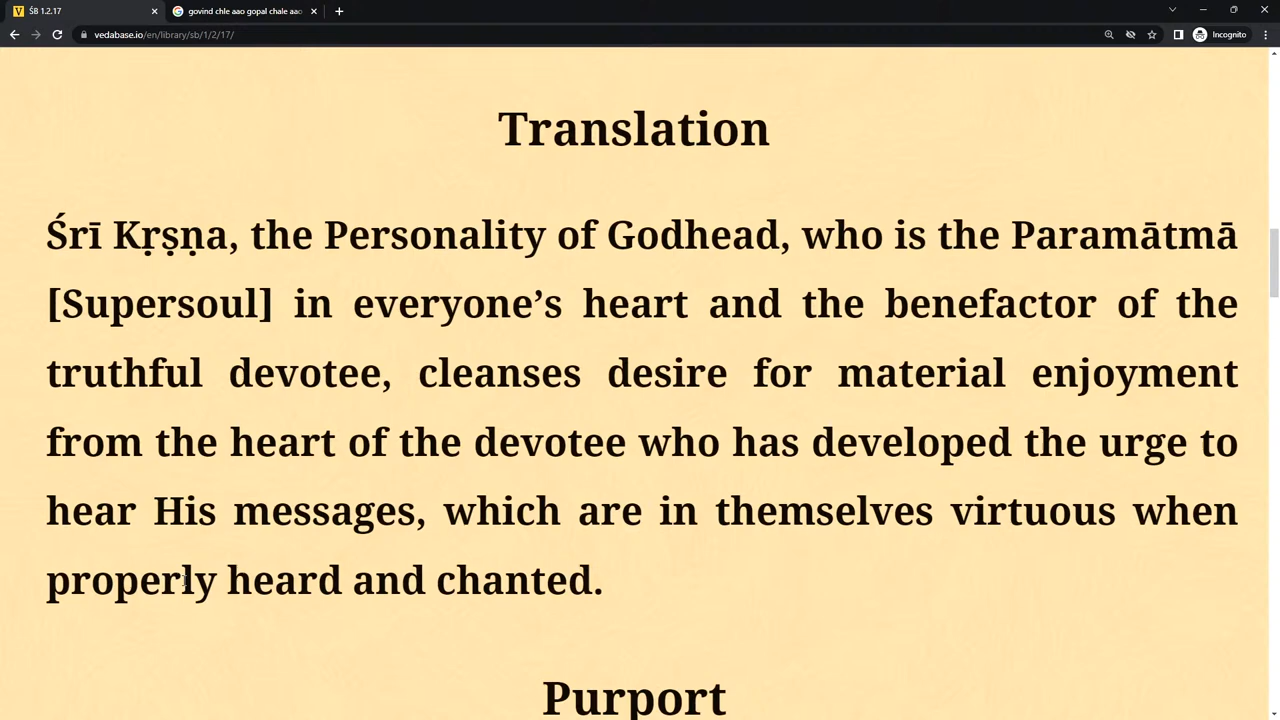 ŚB 1.2.17
govind chle aao gopal chale aao
vedabase.io/en/library/sb/1/2/17/
Incognito
Translation
Śrī Kṛṣṇa, the Personality of Godhead, who is the Paramātmā
[Supersoul] in everyone’s heart and the benefactor of the
truthful devotee, cleanses desire for material enjoyment
from the heart of the devotee who has developed the urge to
hear His messages, which are in themselves virtuous when
properly heard and chanted.
Purport